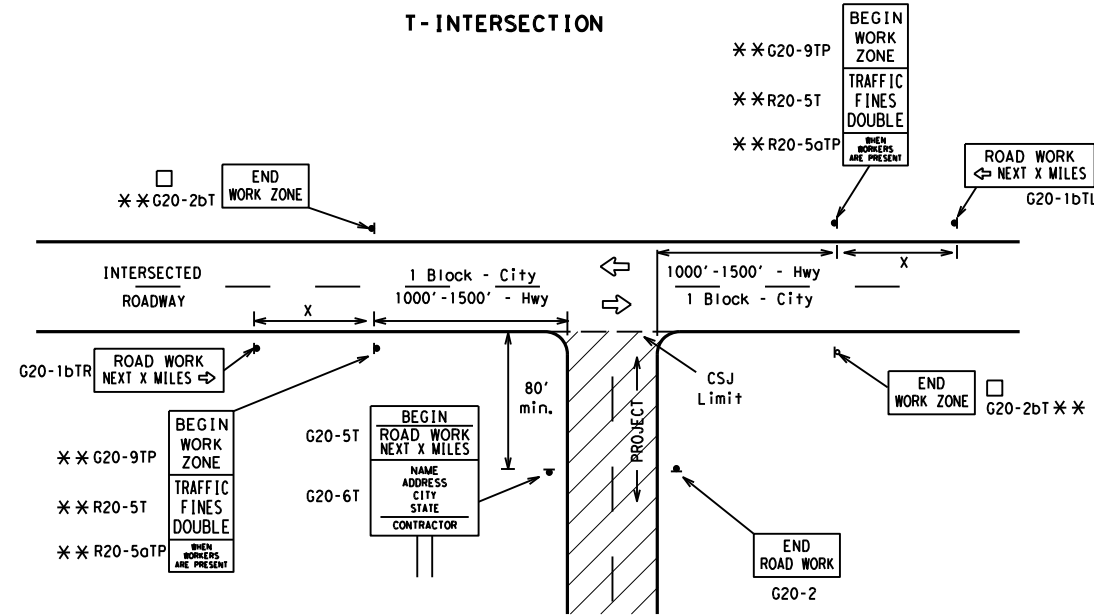 T-INTERSECTION
✳✳G20-9TP
BEGIN
WORK
ZONE
✳✳R20-5T
TRAFFIC
FINES
DOUBLE
✳✳R20-5aTP
WHEN
WORKERS
ARE PRESENT
ROAD WORK
⇦ NEXT X MILES
G20-1bTL
□
✳✳G20-2bT
END
WORK ZONE
INTERSECTED
ROADWAY
X
1 Block - City
1000'-1500' - Hwy
⇦
⇨
1000'-1500' - Hwy
1 Block - City
X
G20-1bTR
ROAD WORK
NEXT X MILES ⇨
80'
min.
CSJ
Limit
PROJECT
END
WORK ZONE
□
G20-2bT ✳✳
✳✳G20-9TP
BEGIN
WORK
ZONE
✳✳R20-5T
TRAFFIC
FINES
DOUBLE
✳✳R20-5aTP
WHEN
WORKERS
ARE PRESENT
G20-5T
BEGIN
ROAD WORK
NEXT X MILES
G20-6T
NAME
ADDRESS
CITY
STATE
CONTRACTOR
END
ROAD WORK
G20-2